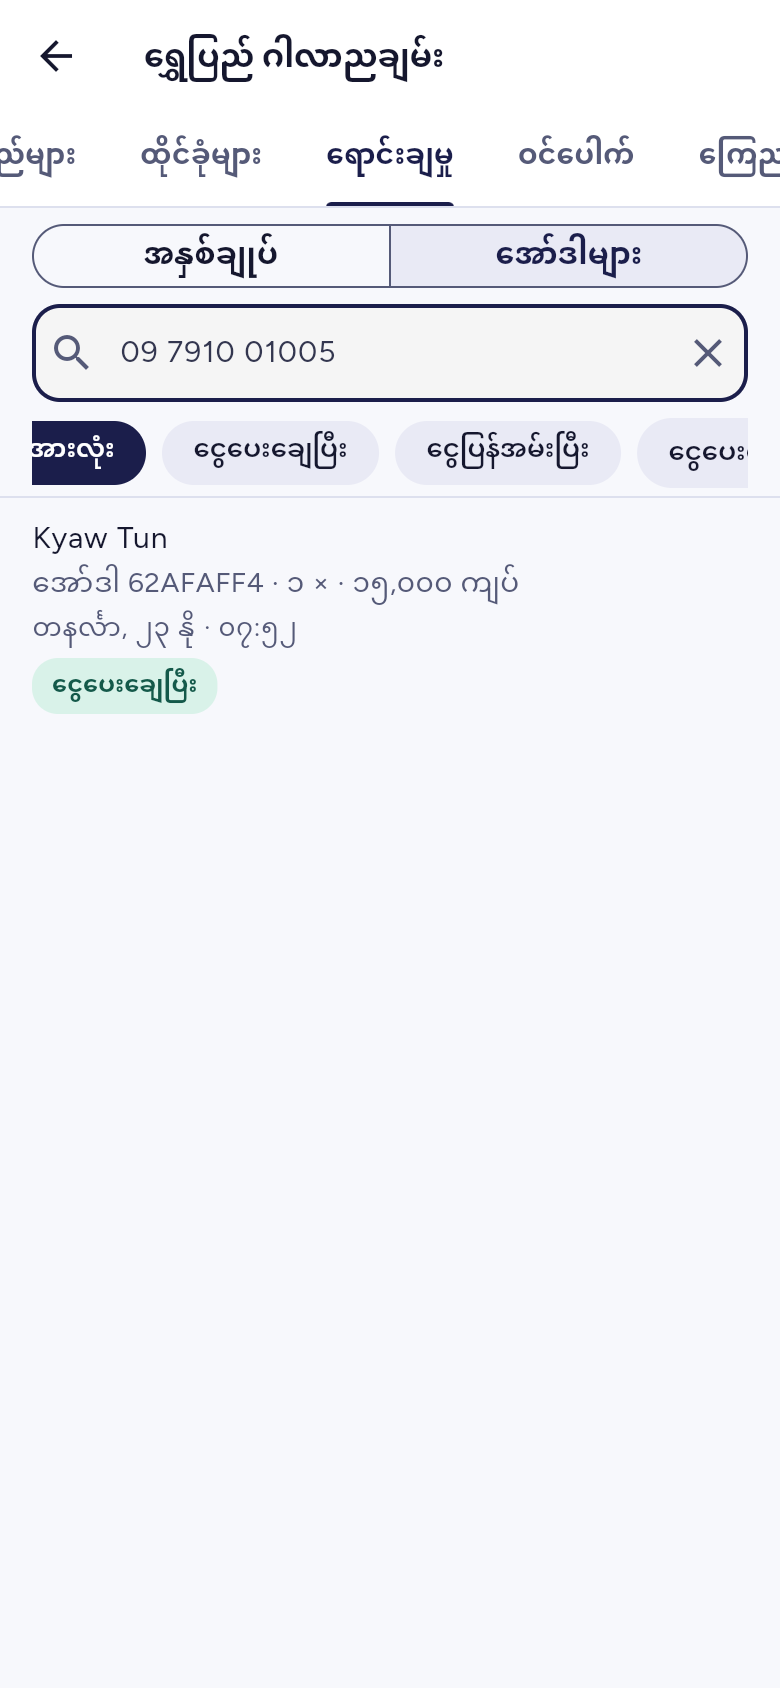 ရွှေပြည် ဂါလာညချမ်း
ထိုင်ခုံများ ရောင်းချမှု ဝင်ပေါက်
အနှစ်ချုပ် အော်ဒါများ
09 7910 01005
အားလုံး ငွေပေးချေပြီး ငွေပြန်အမ်းပြီး ငွေပေး
Kyaw Tun
အော်ဒါ 62AFAFF4 · ၁ × · ၁၅,၀၀၀ ကျပ်
တနင်္လာ, ၂၃ နို · ၀၇:၅၂
ငွေပေးချေပြီး